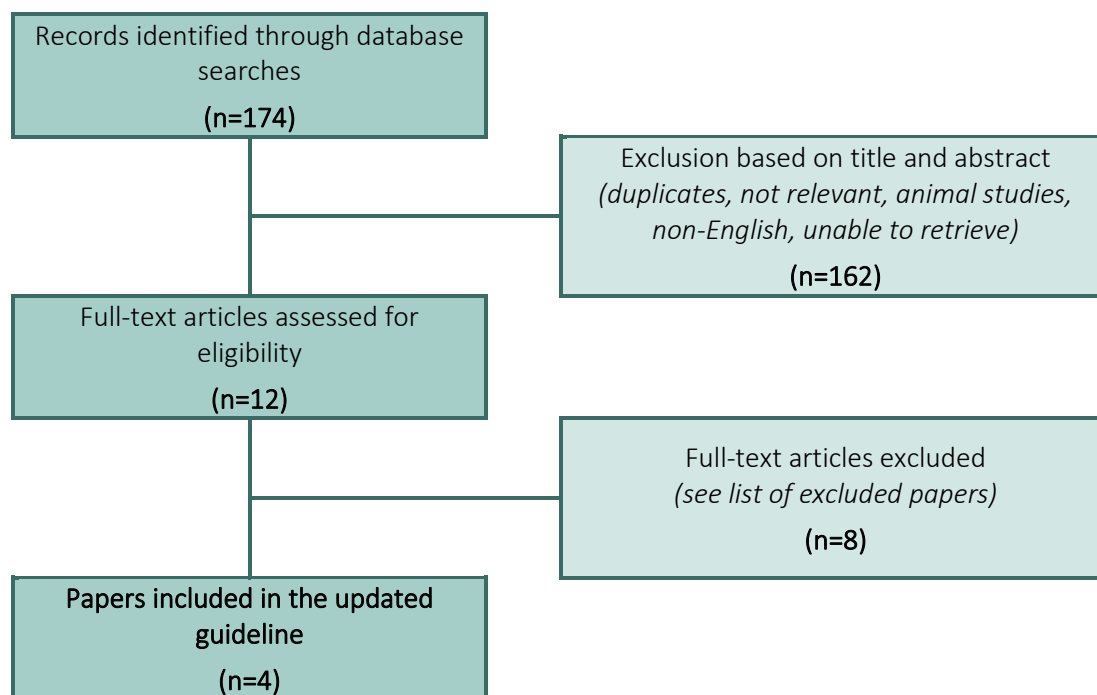 Records identified through database
searches
(n=174)
Exclusion based on title and abstract
(duplicates, not relevant, animal studies,
non-English, unable to retrieve)
(n=162)
Full-text articles assessed for
eligibility
(n=12)
Full-text articles excluded
(see list of excluded papers)
(n=8)
Papers included in the updated
guideline
(n=4)